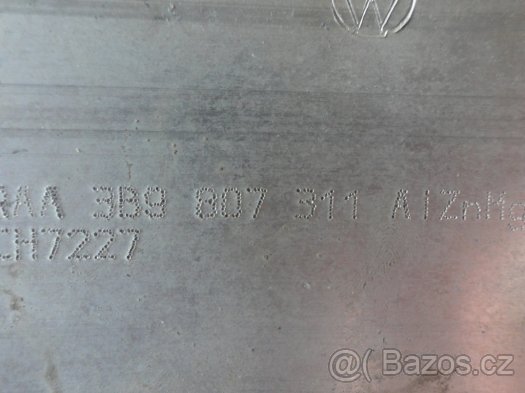 RAA 3B9 807 311 AlZnMg
CH7227
@( Bazos.cz